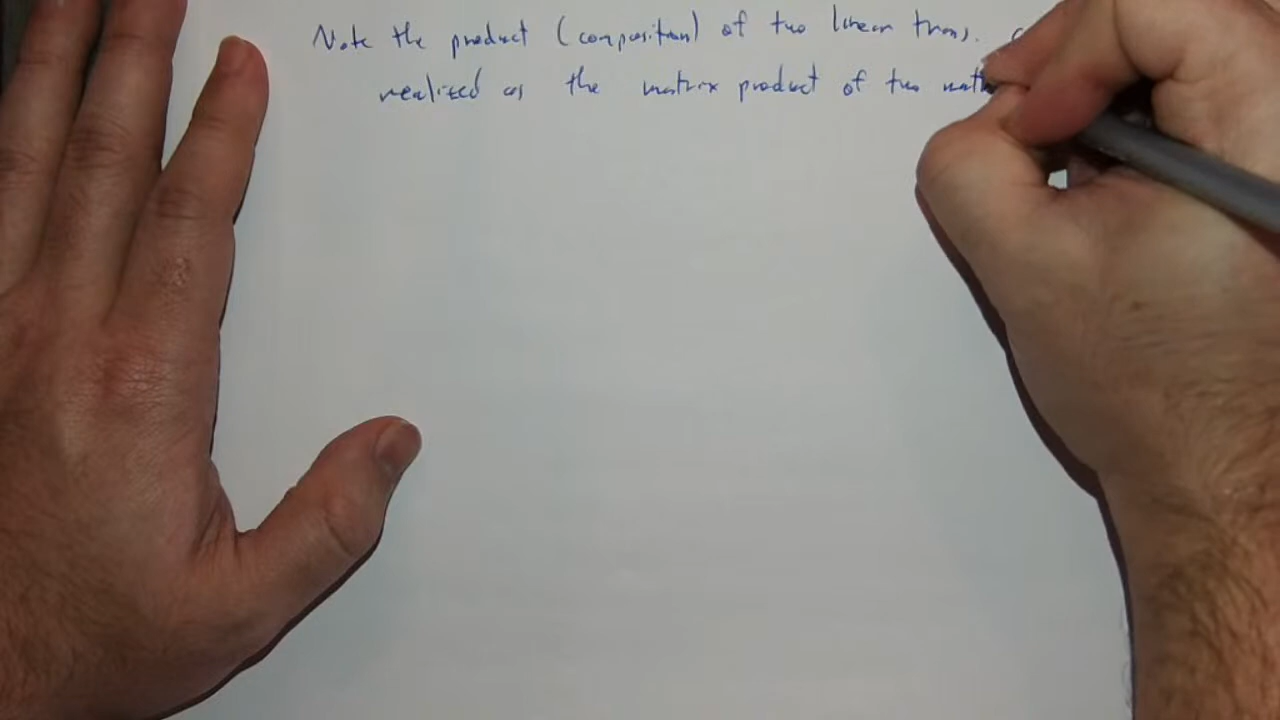 Note the product (composition) of two linear trans.
realized as the matrix product of two